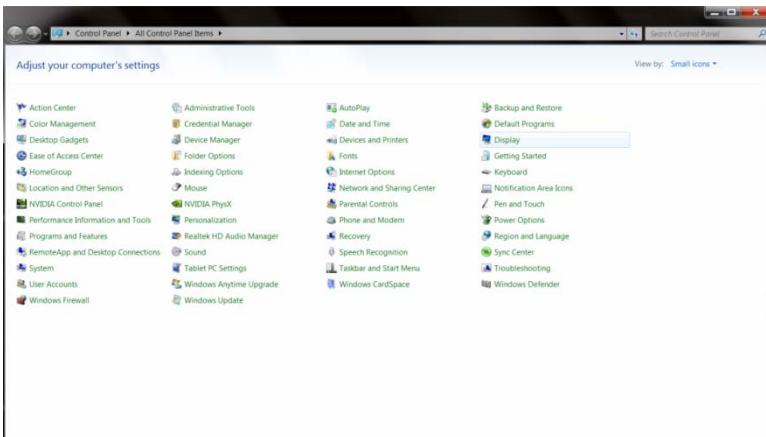 Control Panel All Control Panel Items Search Control Panel
Adjust your computer's settings View by: Small icons
Action Center Administrative Tools AutoPlay Backup and Restore
Color Management Credential Manager Date and Time Default Programs
Desktop Gadgets Device Manager Devices and Printers Display
Ease of Access Center Folder Options Fonts Getting Started
HomeGroup Indexing Options Internet Options Keyboard
Location and Other Sensors Mouse Network and Sharing Center Notification Area Icons
NVIDIA Control Panel NVIDIA PhysX Parental Controls Pen and Touch
Performance Information and Tools Personalization Phone and Modem Power Options
Programs and Features Realtek HD Audio Manager Recovery Region and Language
RemoteApp and Desktop Connections Sound Speech Recognition Sync Center
System Tablet PC Settings Taskbar and Start Menu Troubleshooting
User Accounts Windows Anytime Upgrade Windows CardSpace Windows Defender
Windows Firewall Windows Update